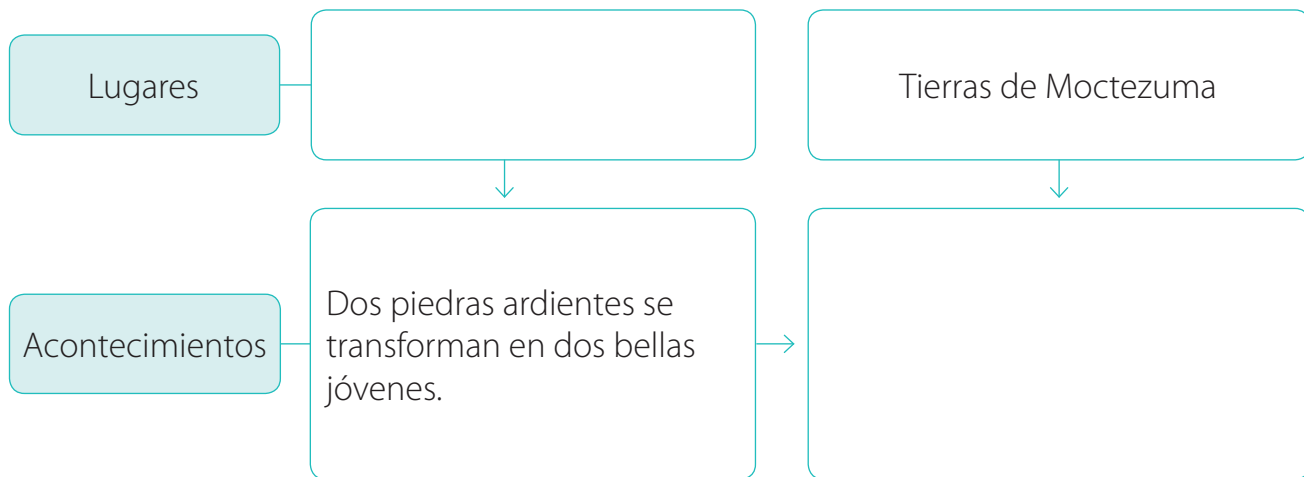 Lugares
Tierras de Moctezuma
Acontecimientos
Dos piedras ardientes se
transforman en dos bellas
jóvenes.